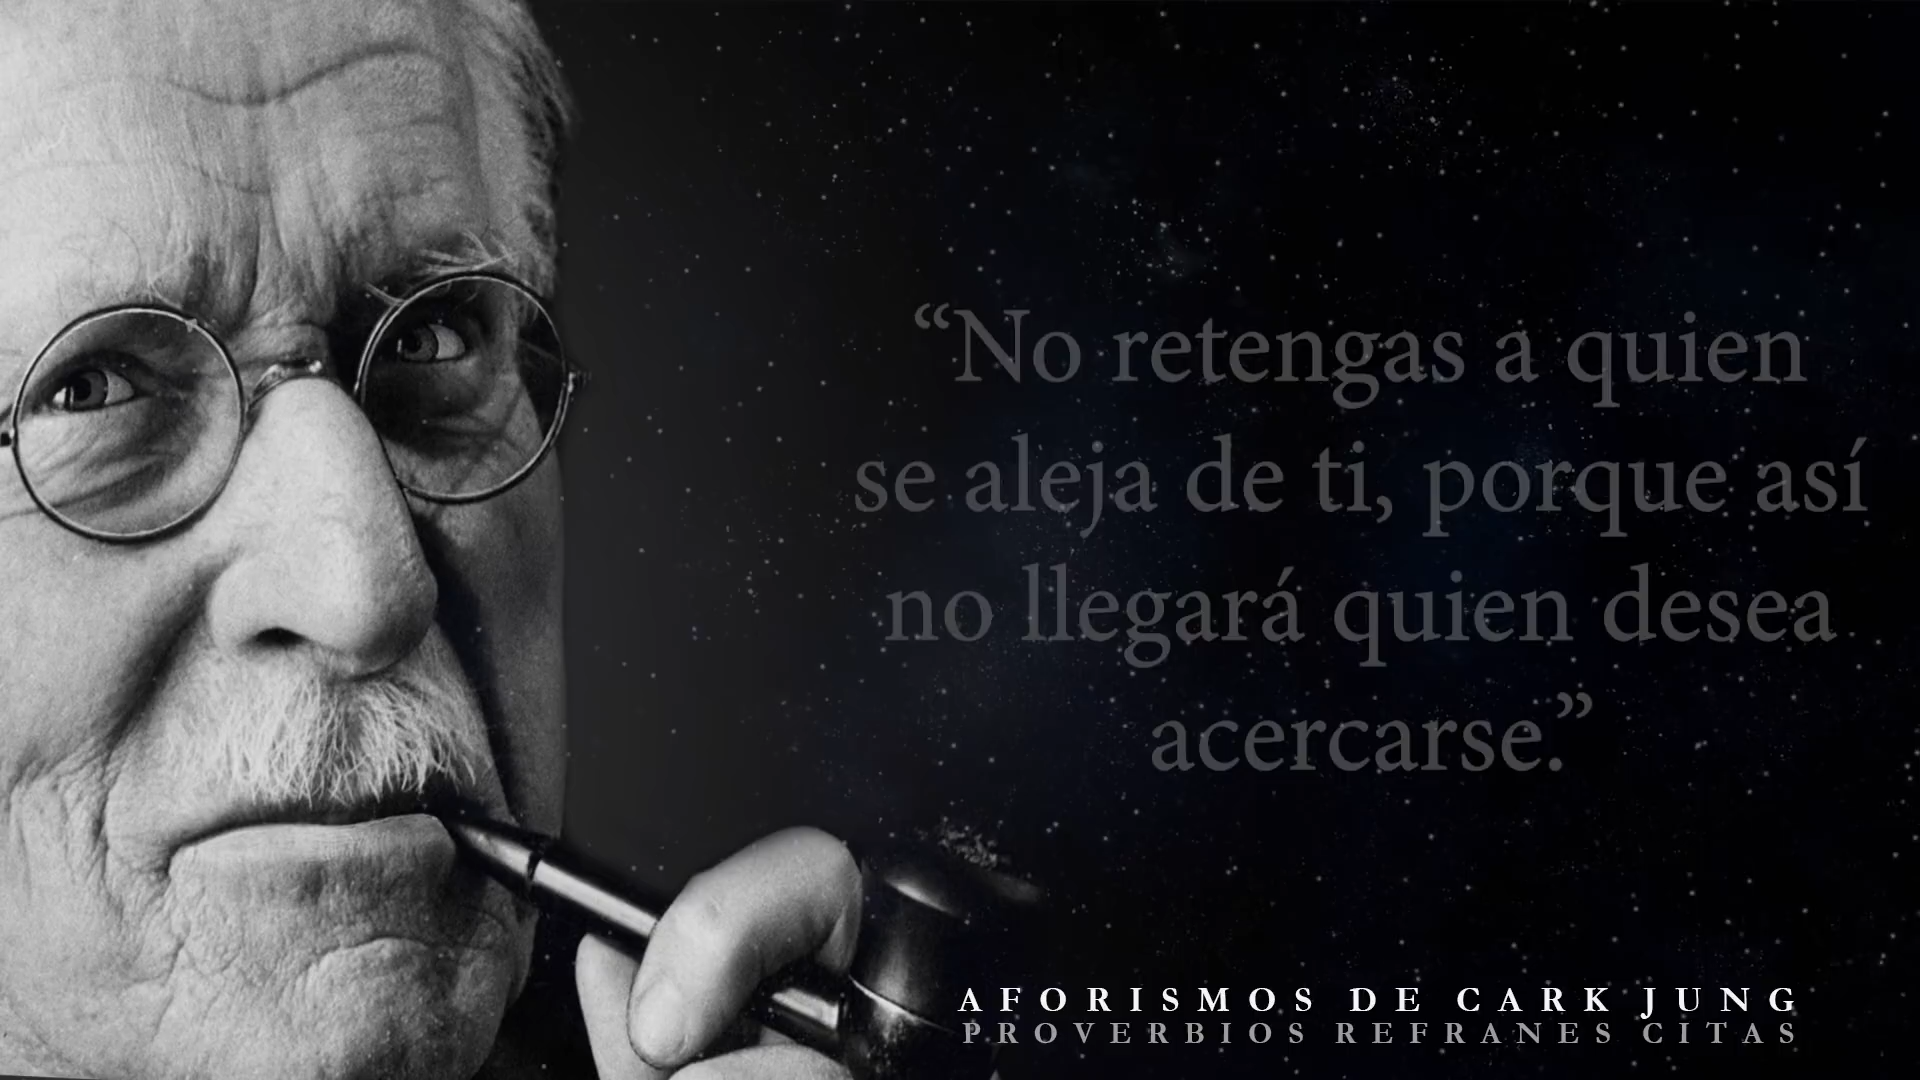 “No retengas a quien
se aleja de ti, porque así
no llegará quien desea
acercarse.”
AFORISMOS DE CARK JUNG
PROVERBIOS REFRANES CITAS